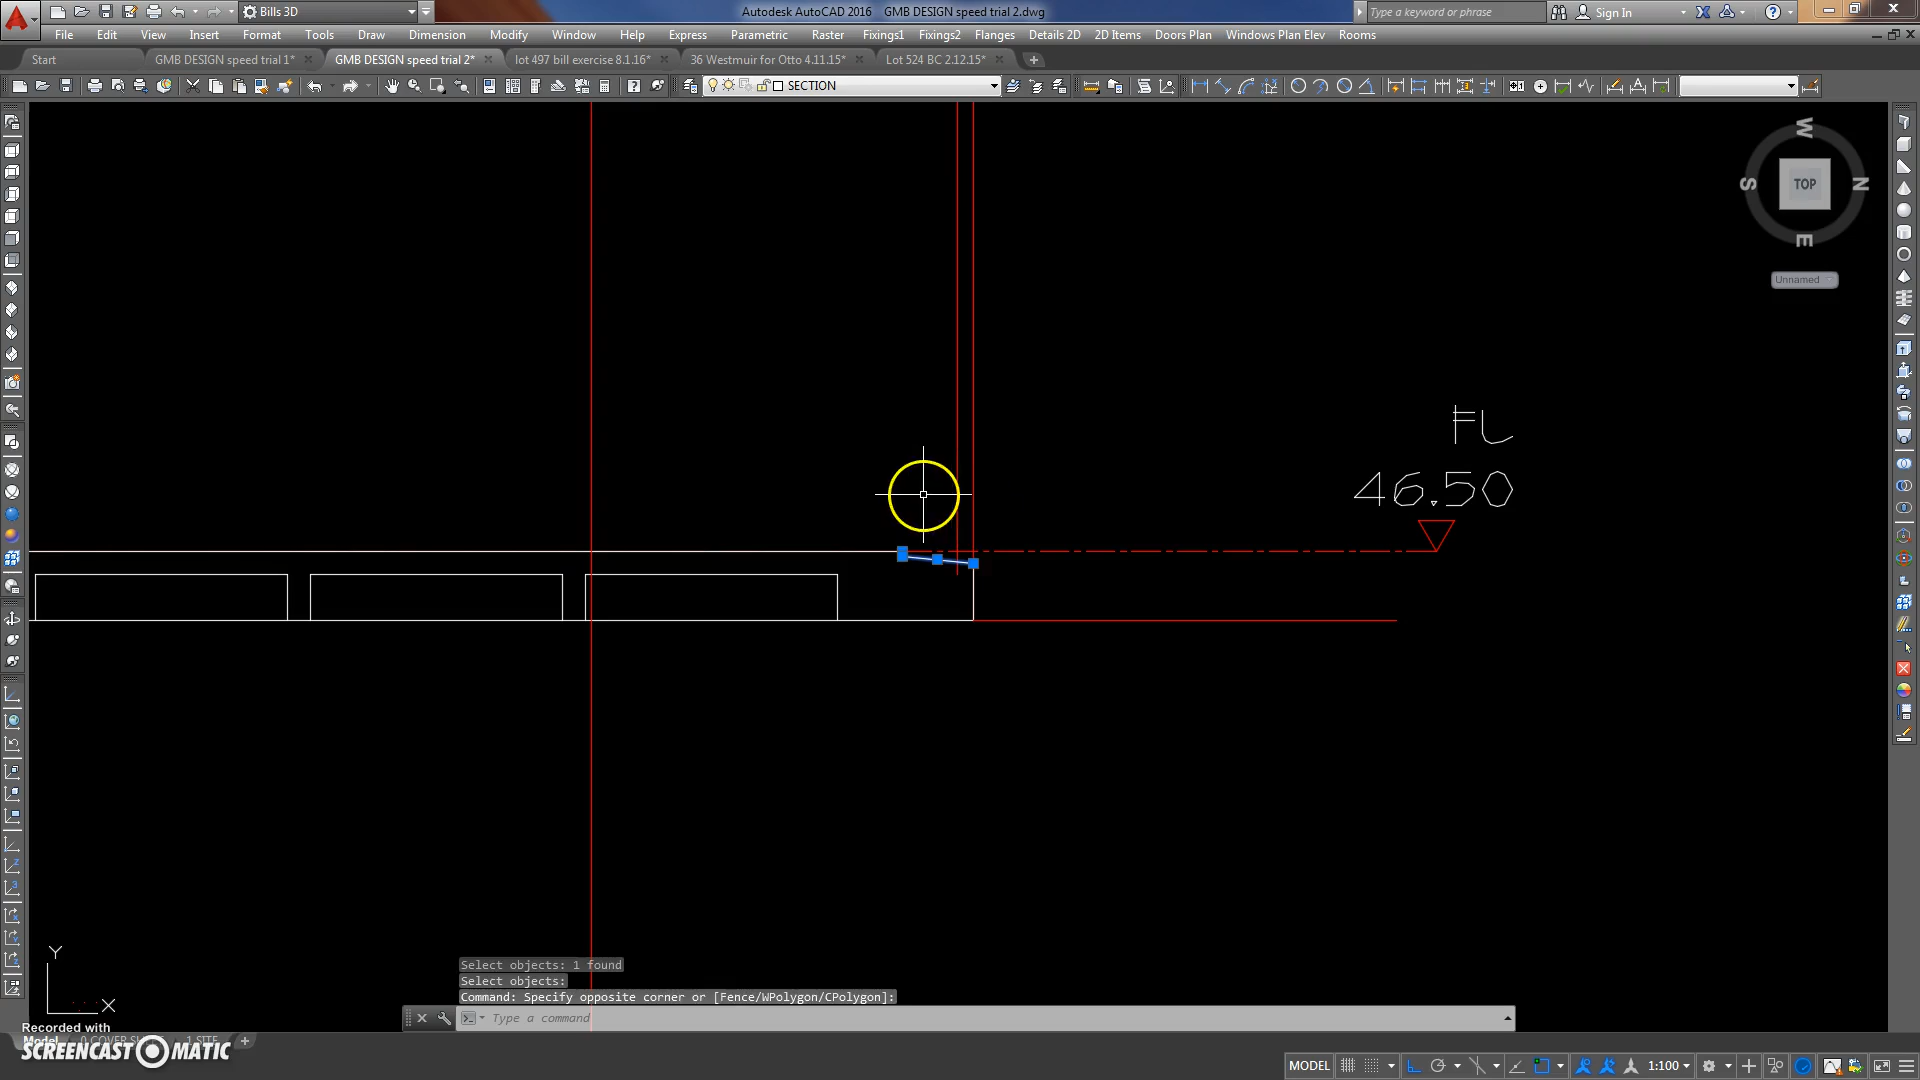 Bills 3D
Autodesk AutoCAD 2016 GMB DESIGN speed trial 2.dwg
Type a keyword or phrase
Sign In
File Edit View Insert Format Tools Draw Dimension Modify Window Help Express Parametric Raster Fixings1 Fixings2 Flanges Details 2D 2D Items Doors Plan Windows Plan Elev Rooms
Start GMB DESIGN speed trial 1* GMB DESIGN speed trial 2* lot 497 bill exercise 8.1.16* 36 Westmuir for Otto 4.11.15* Lot 524 BC 2.12.15*
SECTION
W
S TOP N
E
Unnamed
FL
46.50
Y
X
Select objects: 1 found
Select objects:
Command: Specify opposite corner or [Fence/WPolygon/CPolygon]:
Type a command
Recorded with
SCREENCAST MATIC
Model 0 COVER 1 SITE
MODEL 1:100